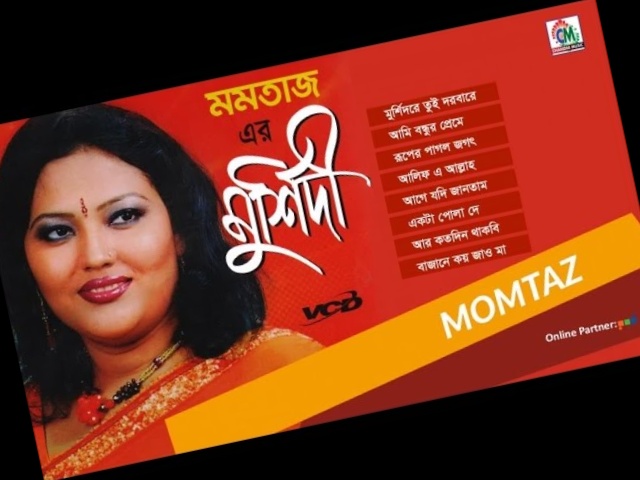 মমতাজ
এর
মুর্শিদী
VCD
মুর্শিদরে তুই দরবারে
আমি বন্ধুর প্রেমে
রূপের পাগল জগৎ
আলিফ এ আল্লাহ
আগে যদি জানতাম
একটা পোলা দে
আর কতদিন থাকবি
বাজানে কয় জাও মা
MOMTAZ
Online Partner:
CM